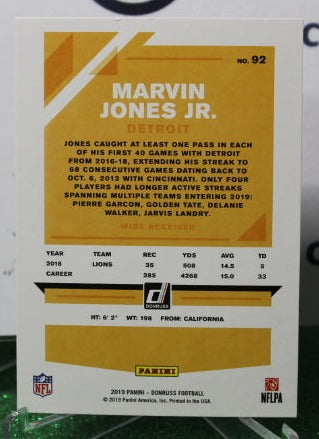 NO. 92
MARVIN
JONES JR.
DETROIT
JONES CAUGHT AT LEAST ONE PASS IN EACH
OF HIS FIRST 40 GAMES WITH DETROIT
FROM 2016-18, EXTENDING HIS STREAK TO
68 CONSECUTIVE GAMES DATING BACK TO
OCT. 6, 2013 WITH CINCINNATI. ONLY FOUR
PLAYERS HAD LONGER ACTIVE STREAKS
SPANNING MULTIPLE TEAMS ENTERING 2019:
PIERRE GARCON, GOLDEN TATE, DELANIE
WALKER, JARVIS LANDRY.
WIDE RECEIVER
YEAR TEAM REC YDS AVG TD
2018 LIONS 35 508 14.5 5
CAREER 285 4268 15.0 33
DONRUSS
HT: 6' 2" WT: 198 FROM: CALIFORNIA
PANINI
NFL
NFLPA
2019 PANINI - DONRUSS FOOTBALL
© 2019 Panini America, Inc. Printed in the USA.